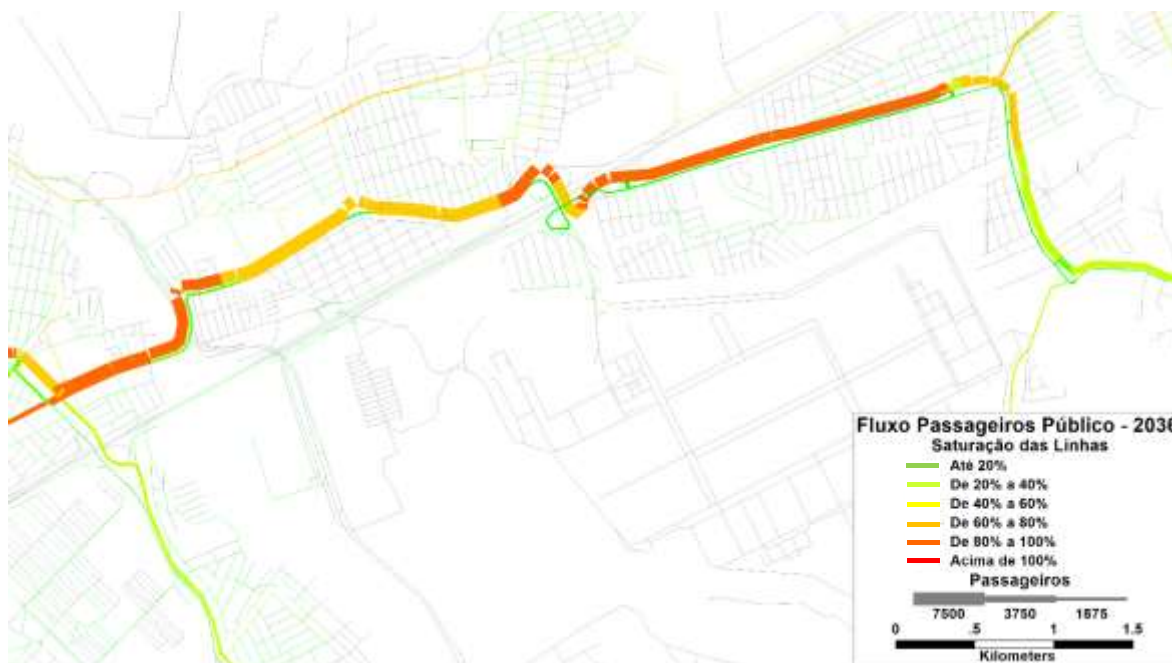 Fluxo Passageiros Público - 2036
Saturação das Linhas
Até 20%
De 20% a 40%
De 40% a 60%
De 60% a 80%
De 80% a 100%
Acima de 100%
Passageiros
7500 3750 1875
0 .5 1 1.5
Kilometers